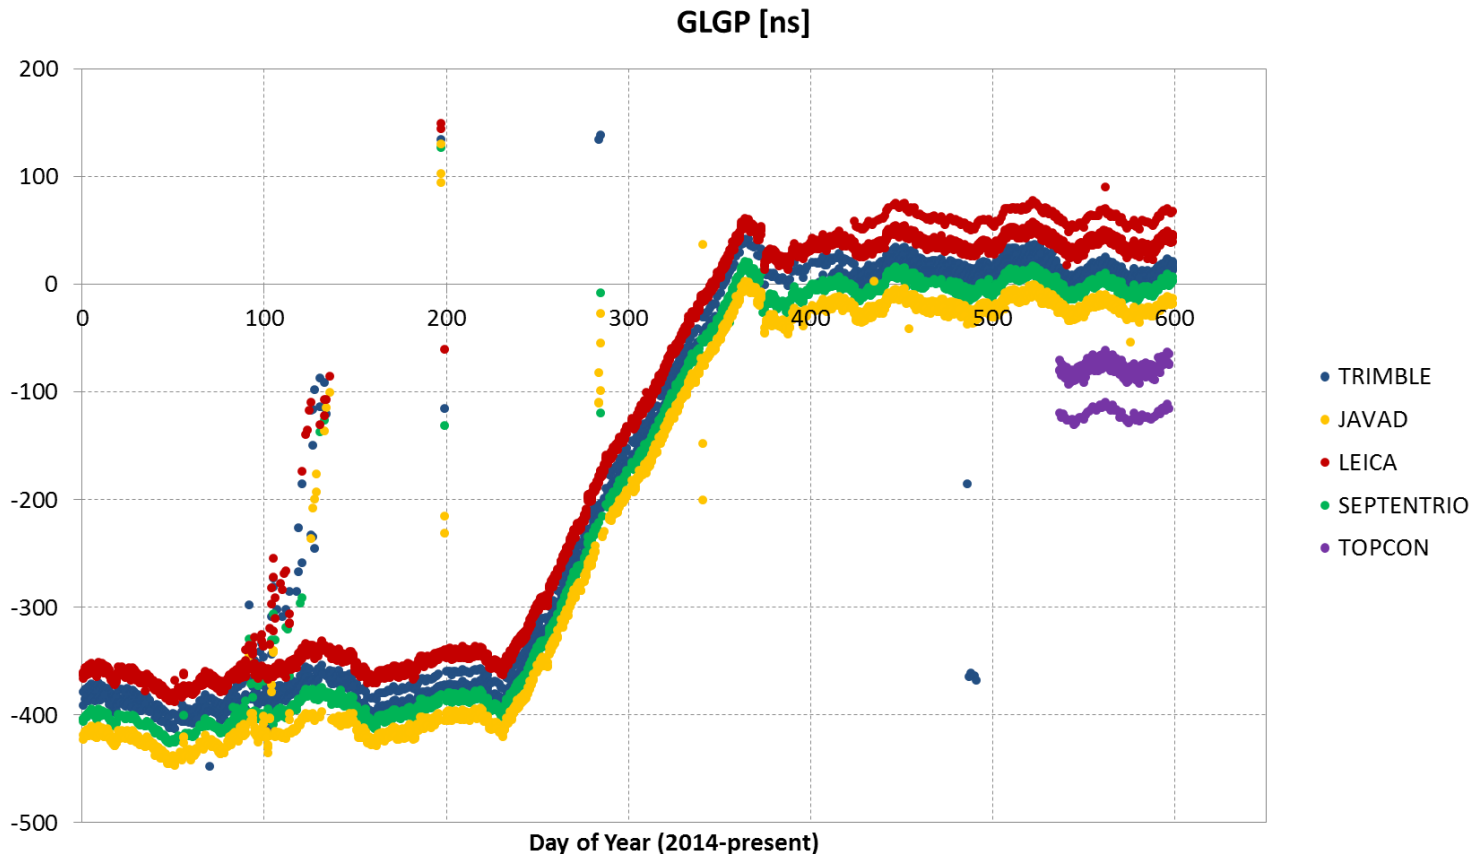 GLGP [ns]
200
100
0
-100
-200
-300
-400
-500
0 100 200 300 400 500 600
TRIMBLE
JAVAD
LEICA
SEPTENTRIO
TOPCON
Day of Year (2014-present)